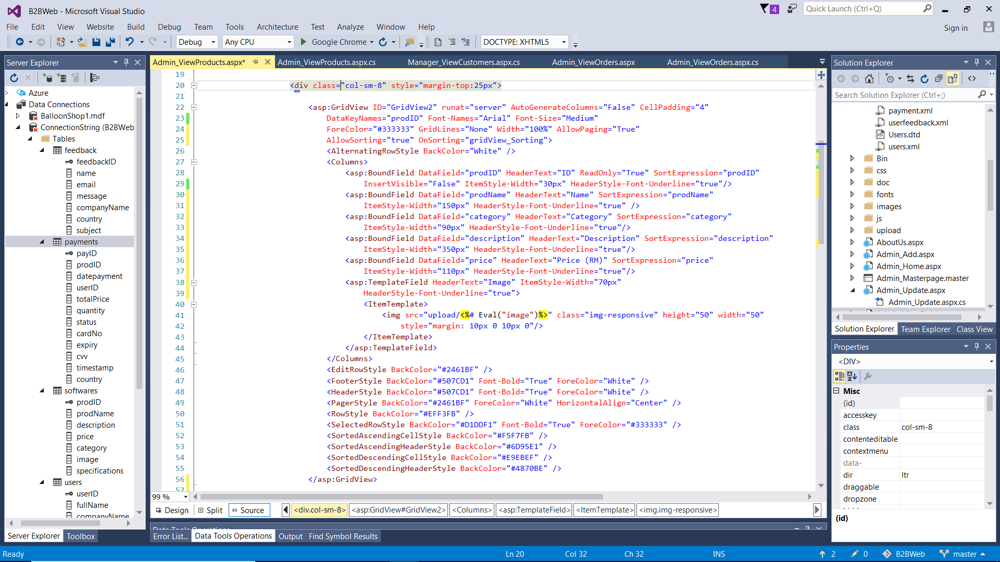 B2BWeb - Microsoft Visual Studio
4
Quick Launch (Ctrl+Q)
File Edit View Website Build Debug Team Tools Architecture Test Analyze Window Help
Sign in
Debug Any CPU Google Chrome DOCTYPE: XHTML5
Server Explorer
Azure
Data Connections
BalloonShop1.mdf
ConnectionString (B2BWeb
Tables
feedback
feedbackID
name
email
message
companyName
country
subject
payments
payID
prodID
datepayment
userID
totalPrice
quantity
status
cardNo
expiry
cvv
timestamp
country
softwares
prodID
prodName
description
price
category
image
specifications
users
userID
fullName
companyName
Server Explorer Toolbox
Admin_ViewProducts.aspx* Admin_ViewProducts.aspx.cs Manager_ViewCustomers.aspx.cs Admin_ViewOrders.aspx Admin_ViewOrders.aspx.cs
19
20 <div class="col-sm-8" style="margin-top:25px">
21
22 <asp:GridView ID="GridView2" runat="server" AutoGenerateColumns="False" CellPadding="4"
23 DataKeyNames="prodID" Font-Names="Arial" Font-Size="Medium"
24 ForeColor="#333333" GridLines="None" Width="100%" AllowPaging="True"
25 AllowSorting="true" OnSorting="gridView_Sorting">
26 <AlternatingRowStyle BackColor="White" />
27 <Columns>
28 <asp:BoundField DataField="prodID" HeaderText="ID" ReadOnly="True" SortExpression="prodID"
29 InsertVisible="False" ItemStyle-Width="30px" HeaderStyle-Font-Underline="true"/>
30 <asp:BoundField DataField="prodName" HeaderText="Name" SortExpression="prodName"
31 ItemStyle-Width="150px" HeaderStyle-Font-Underline="true" />
32 <asp:BoundField DataField="category" HeaderText="Category" SortExpression="category"
33 ItemStyle-Width="90px" HeaderStyle-Font-Underline="true"/>
34 <asp:BoundField DataField="description" HeaderText="Description" SortExpression="description"
35 ItemStyle-Width="350px" HeaderStyle-Font-Underline="true"/>
36 <asp:BoundField DataField="price" HeaderText="Price (RM)" SortExpression="price"
37 ItemStyle-Width="110px" HeaderStyle-Font-Underline="true"/>
38 <asp:TemplateField HeaderText="Image" ItemStyle-Width="70px"
39 HeaderStyle-Font-Underline="true">
40 <ItemTemplate>
41 <img src="upload/<%# Eval("image")%>" class="img-responsive" height="50" width="50"
42 style="margin: 10px 0 10px 0"/>
43 </ItemTemplate>
44 </asp:TemplateField>
45 </Columns>
46 <EditRowStyle BackColor="#2461BF" />
47 <FooterStyle BackColor="#507CD1" Font-Bold="True" ForeColor="White" />
48 <HeaderStyle BackColor="#507CD1" Font-Bold="True" ForeColor="White" />
49 <PagerStyle BackColor="#2461BF" ForeColor="White" HorizontalAlign="Center" />
50 <RowStyle BackColor="#EFF3FB" />
51 <SelectedRowStyle BackColor="#D1DDF1" Font-Bold="True" ForeColor="#333333" />
52 <SortedAscendingCellStyle BackColor="#F5F7FB" />
53 <SortedAscendingHeaderStyle BackColor="#6D95E1" />
54 <SortedDescendingCellStyle BackColor="#E9EBEF" />
55 <SortedDescendingHeaderStyle BackColor="#4870BE" />
56 </asp:GridView>
57
99 %
Design Split Source <div.col-sm-8> <asp:GridView#GridView2> <Columns> <asp:TemplateField> <ItemTemplate> <img.img-responsive>
Data Tools Operations
Error List... Data Tools Operations Output Find Symbol Results
Solution Explorer
Search Solution Explorer (Ctrl+;)
payment.xml
userfeedback.xml
Users.dtd
users.xml
Bin
css
doc
fonts
images
js
upload
AboutUs.aspx
Admin_Add.aspx
Admin_Home.aspx
Admin_Masterpage.master
Admin_Update.aspx
Admin_Update.aspx.cs
Solution Explorer Team Explorer Class View
Properties
<DIV>
Misc
(id)
accesskey
class col-sm-8
contenteditable
contextmenu
data-
dir ltr
draggable
dropzone
(id)
Ready Ln 20 Col 32 Ch 32 INS 2 0 B2BWeb master